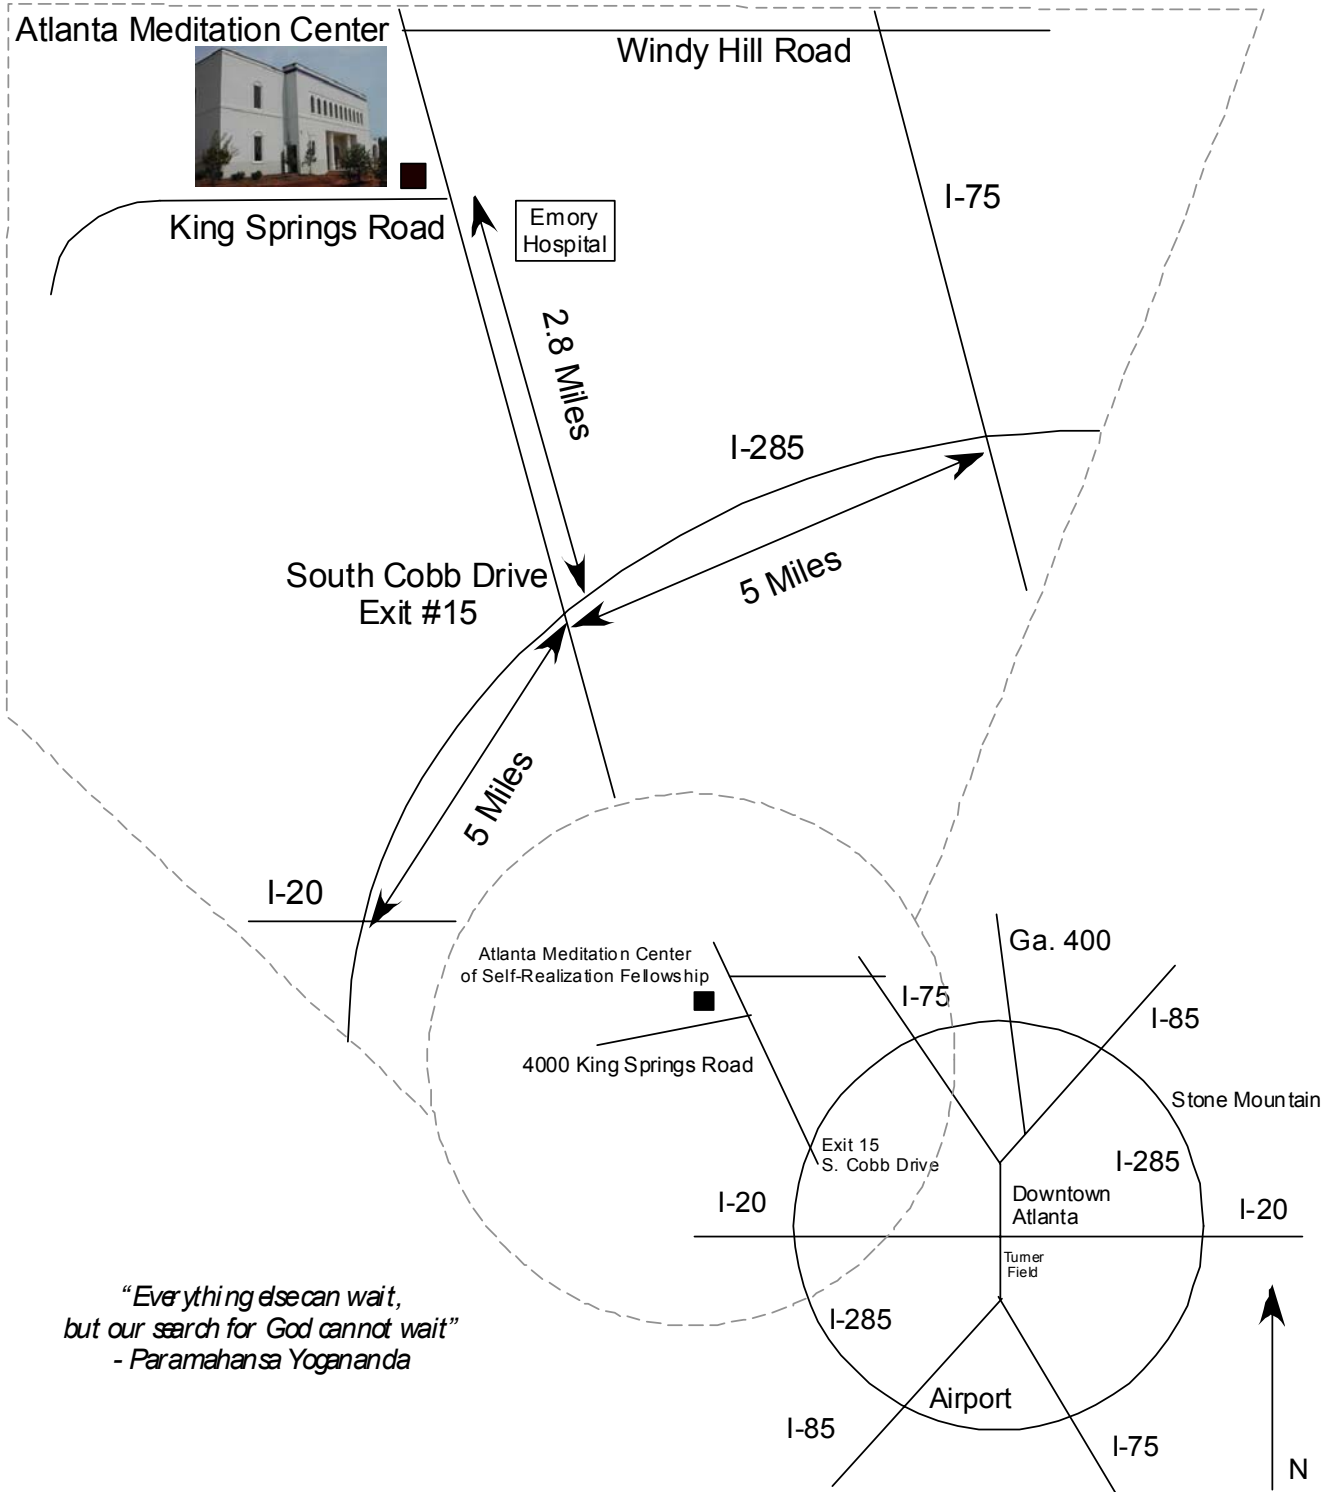 Atlanta Meditation Center
Windy Hill Road
I-75
King Springs Road
Emory
Hospital
2.8 Miles
I-285
South Cobb Drive
Exit #15
5 Miles
5 Miles
I-20
Atlanta Meditation Center
of Self-Realization Fellowship
4000 King Springs Road
Ga. 400
I-75
I-85
Stone Mountain
Exit 15
S. Cobb Drive
I-285
I-20
Downtown
Atlanta
I-20
Turner
Field
“Everything else can wait,
but our search for God cannot wait”
- Paramahansa Yogananda
I-285
Airport
I-85
I-75
N